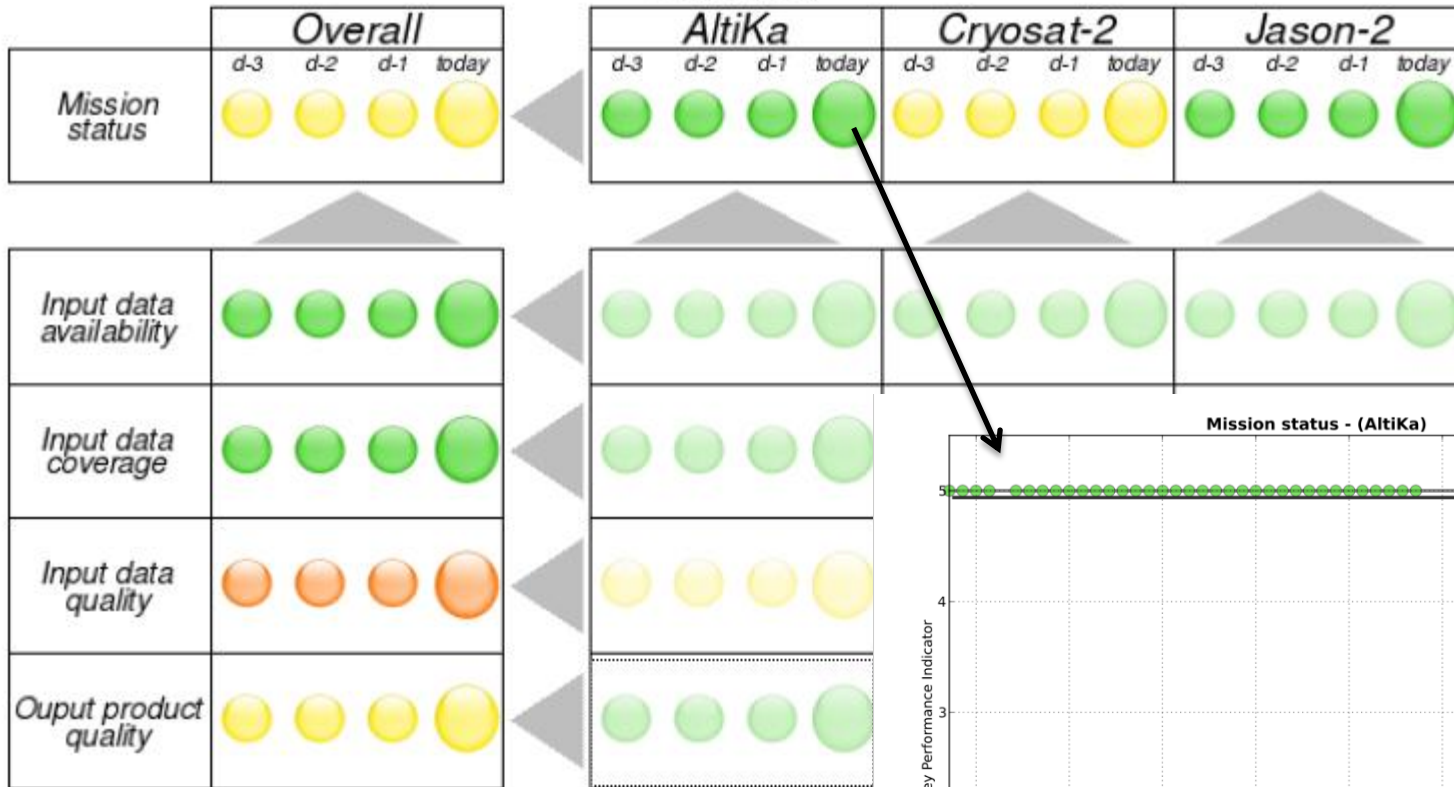 Overall AltiKa Cryosat-2 Jason-2
d-3 d-2 d-1 today d-3 d-2 d-1 today d-3 d-2 d-1 today d-3 d-2 d-1 today
Mission
status
Input data
availability
Input data
coverage
Mission status - (AltiKa)
5
Input data
quality
4
ey Performance Indicator
3
Ouput product
quality